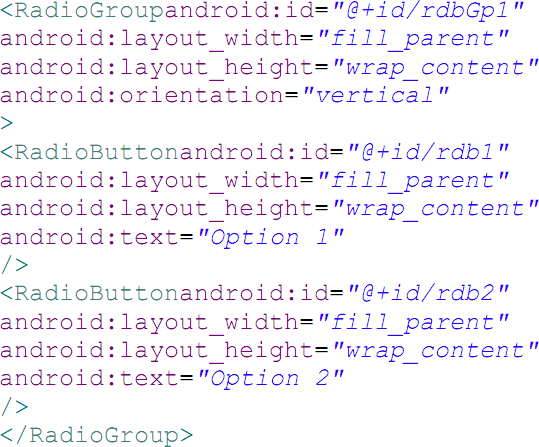 <RadioGroupandroid:id="@+id/rdbGp1"
android:layout_width="fill_parent"
android:layout_height="wrap_content"
android:orientation="vertical"
>
<RadioButtonandroid:id="@+id/rdb1"
android:layout_width="fill_parent"
android:layout_height="wrap_content"
android:text="Option 1"
/>
<RadioButtonandroid:id="@+id/rdb2"
android:layout_width="fill_parent"
android:layout_height="wrap_content"
android:text="Option 2"
/>
</RadioGroup>